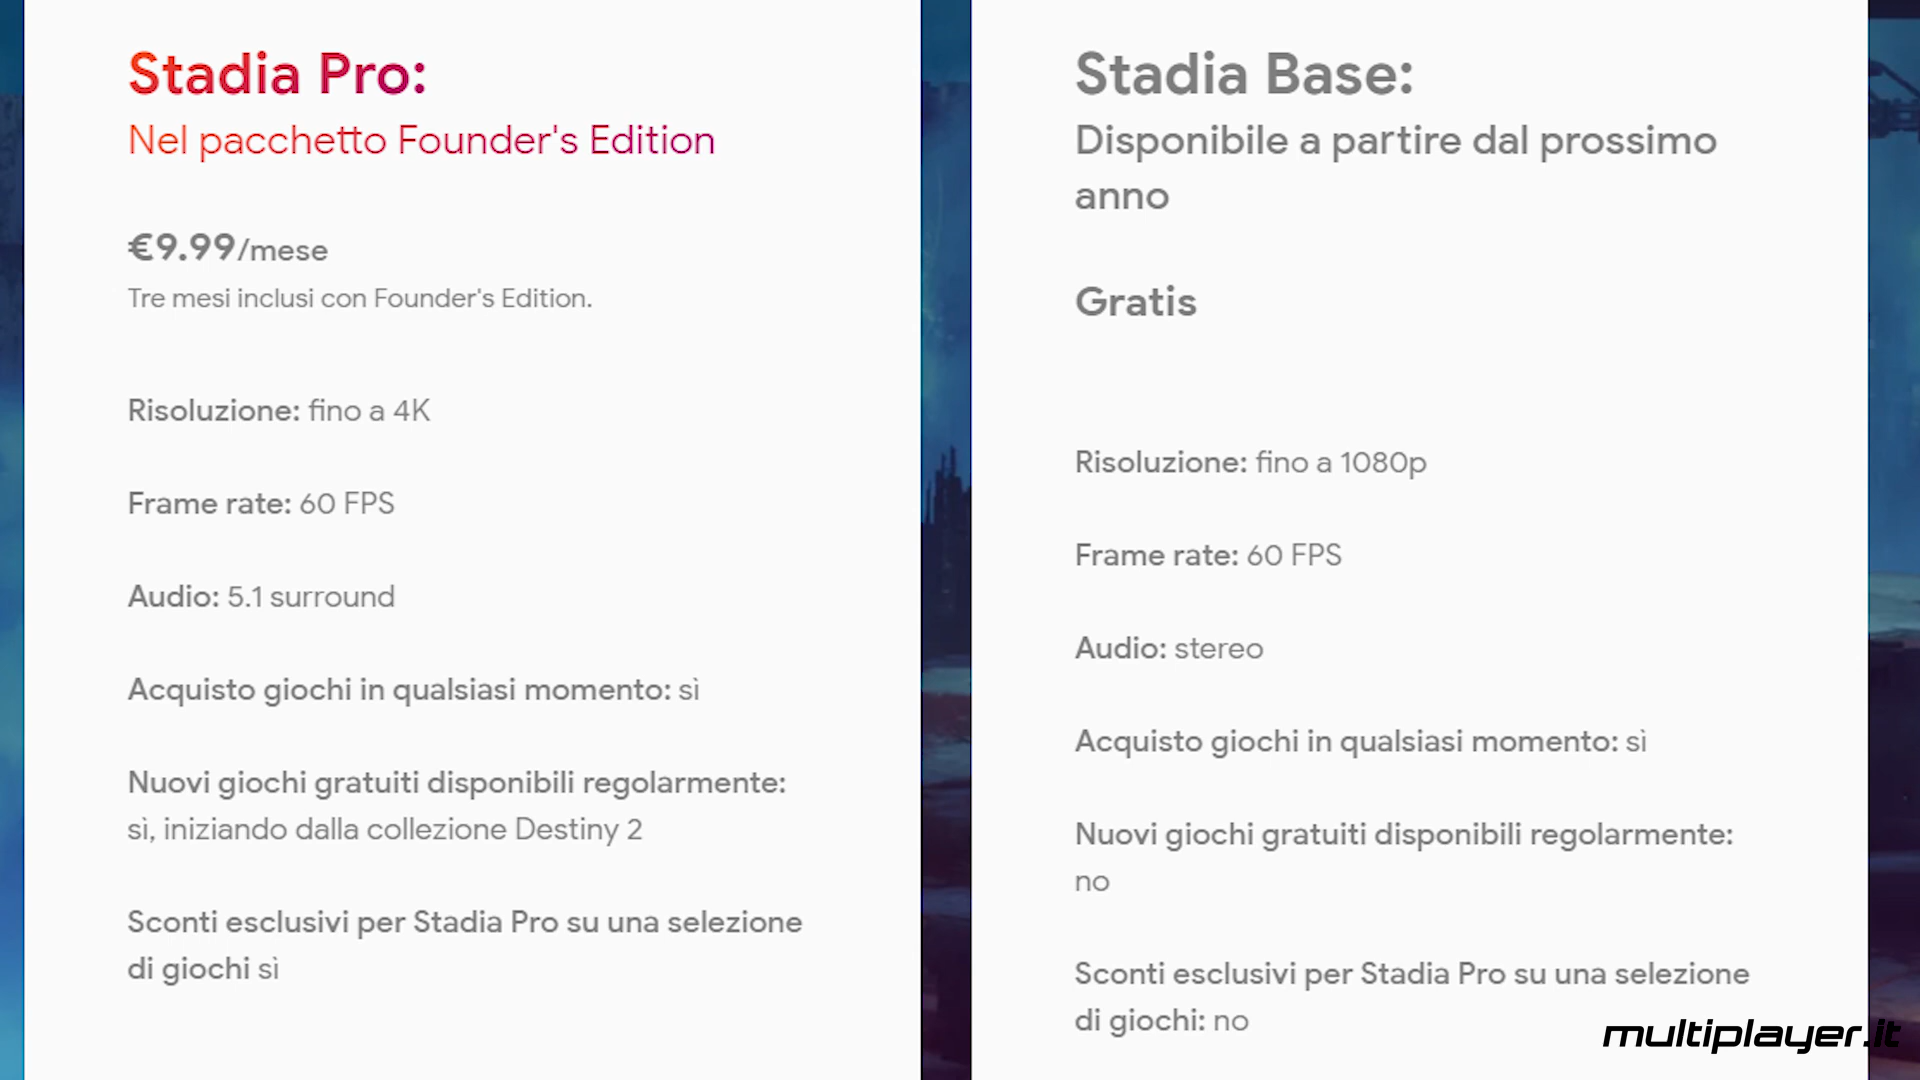 Stadia Pro:
Nel pacchetto Founder's Edition
€9.99/mese
Tre mesi inclusi con Founder's Edition.
Risoluzione: fino a 4K
Frame rate: 60 FPS
Audio: 5.1 surround
Acquisto giochi in qualsiasi momento: sì
Nuovi giochi gratuiti disponibili regolarmente:
sì, iniziando dalla collezione Destiny 2
Sconti esclusivi per Stadia Pro su una selezione
di giochi sì
Stadia Base:
Disponibile a partire dal prossimo
anno
Gratis
Risoluzione: fino a 1080p
Frame rate: 60 FPS
Audio: stereo
Acquisto giochi in qualsiasi momento: sì
Nuovi giochi gratuiti disponibili regolarmente:
no
Sconti esclusivi per Stadia Pro su una selezione
di giochi: no
multiplayer.it